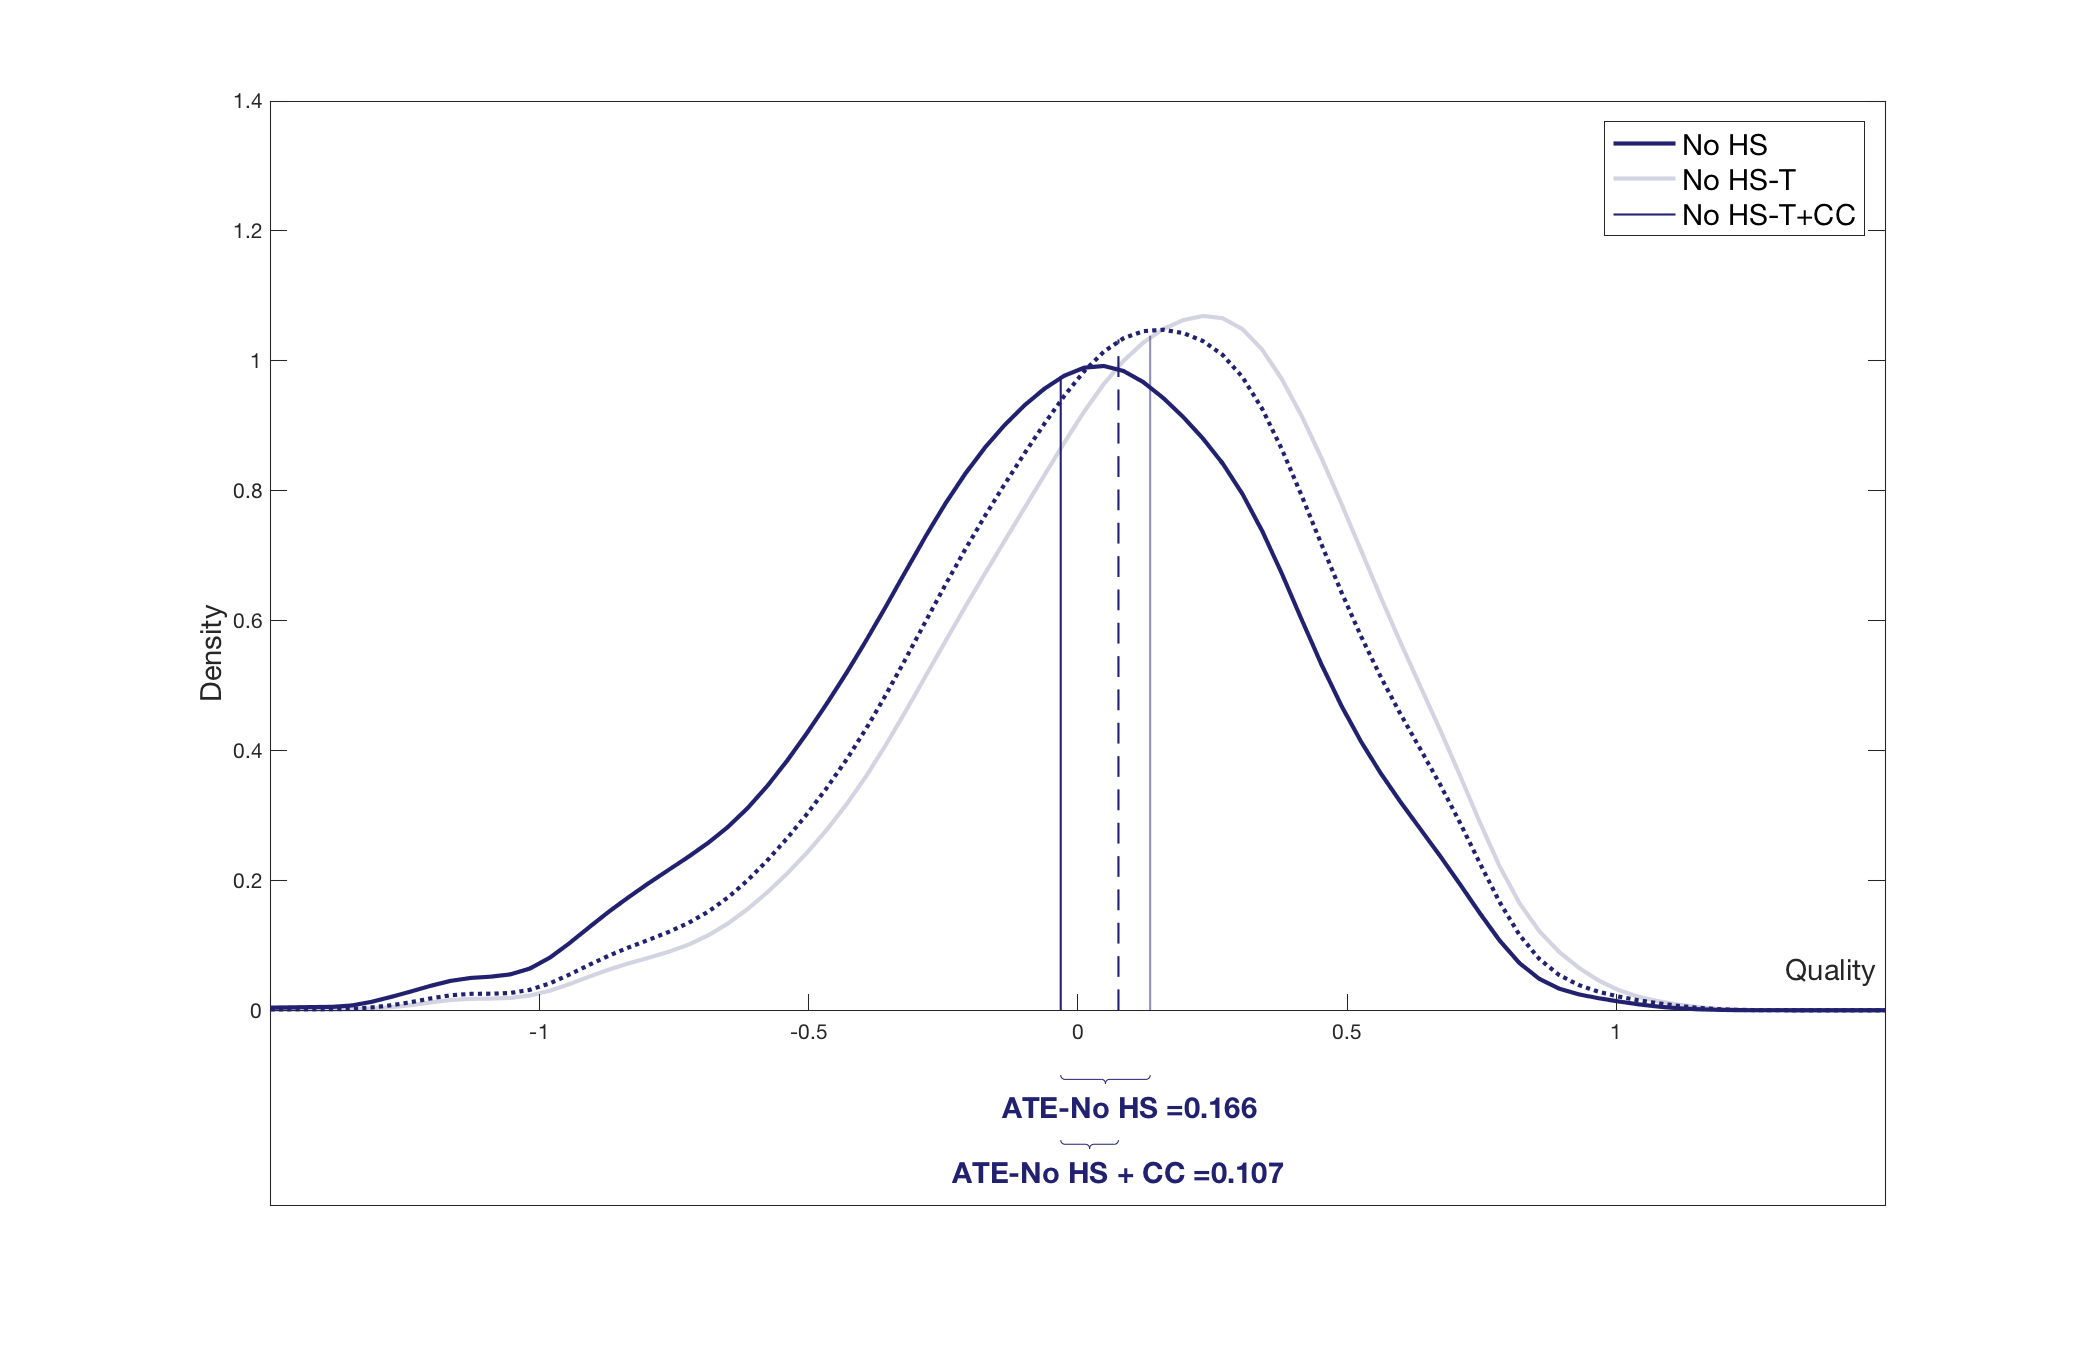 1.4
No HS
No HS-T
No HS-T+CC
1.2
1
0.8
Density
0.6
0.4
0.2
Quality
0
-1
-0.5
0
0.5
1
ATE-No HS =0.166
ATE-No HS + CC =0.107